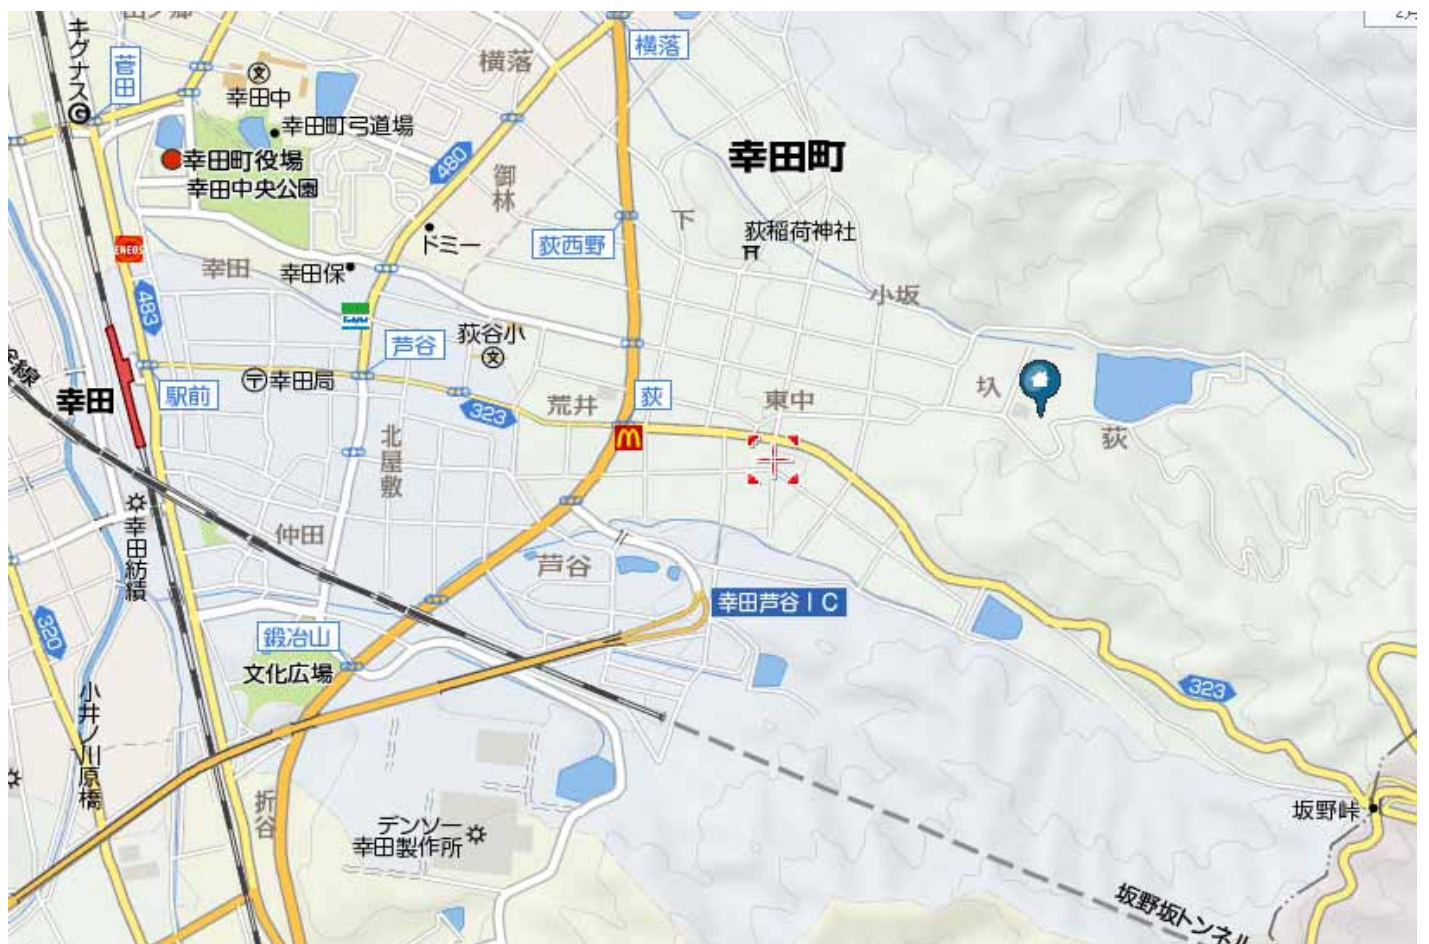 キグナス
菅田
横落
横落
幸田中
幸田町弓道場
480
幸田町役場
幸田中央公園
御林
幸田町
下
荻稲荷神社
ドミー
荻西野
ENEOS
幸田
幸田保
小坂
483
芦谷
荻谷小
幸田局
駅前
幸田
323
荒井
荻
東中
圦
荻
北屋敷
仲田
幸田紡績
芦谷
幸田芦谷IC
320
鍛冶山
文化広場
323
小井ノ川原橋
折谷
デンソー
幸田製作所
坂野峠
坂野坂トンネル